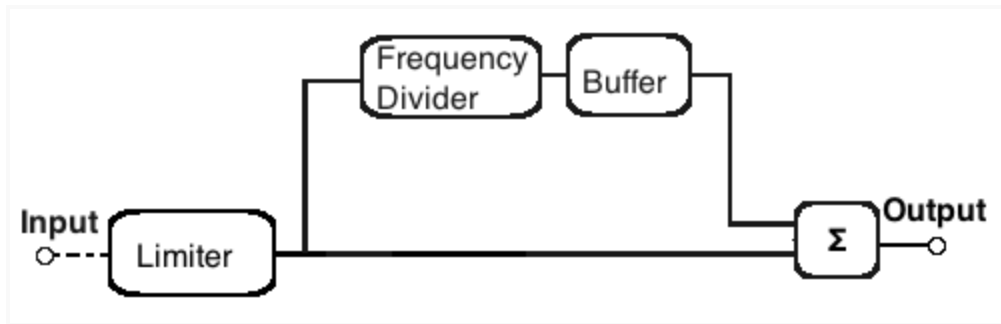 Frequency
Divider
Buffer
Input
Limiter
Σ
Output